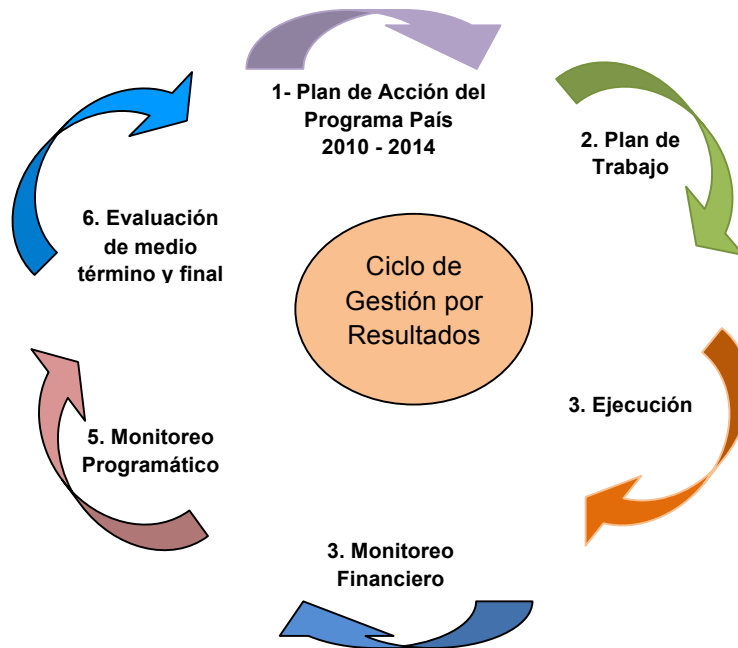 1- Plan de Acción del
Programa País
2010 - 2014
2. Plan de
Trabajo
3. Ejecución
3. Monitoreo
Financiero
5. Monitoreo
Programático
6. Evaluación
de medio
término y final
Ciclo de
Gestión por
Resultados